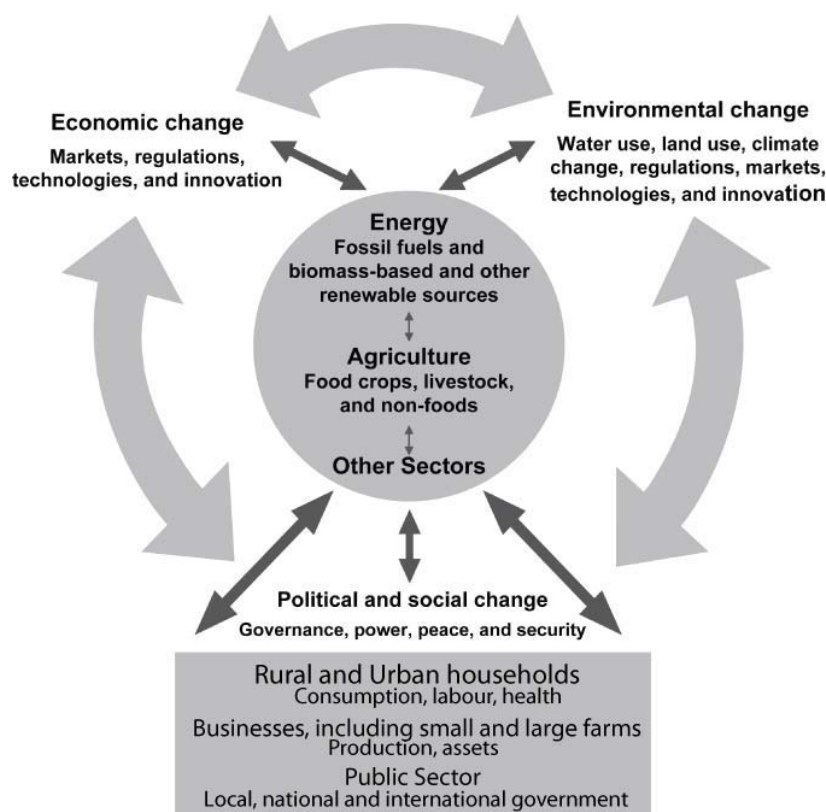 Economic change
Markets, regulations,
technologies, and innovation
Environmental change
Water use, land use, climate
change, regulations, markets,
technologies, and innovation
Energy
Fossil fuels and
biomass-based and other
renewable sources
Agriculture
Food crops, livestock,
and non-foods
Other Sectors
Political and social change
Governance, power, peace, and security
Rural and Urban households
Consumption, labour, health
Businesses, including small and large farms
Production, assets
Public Sector
Local, national and international government